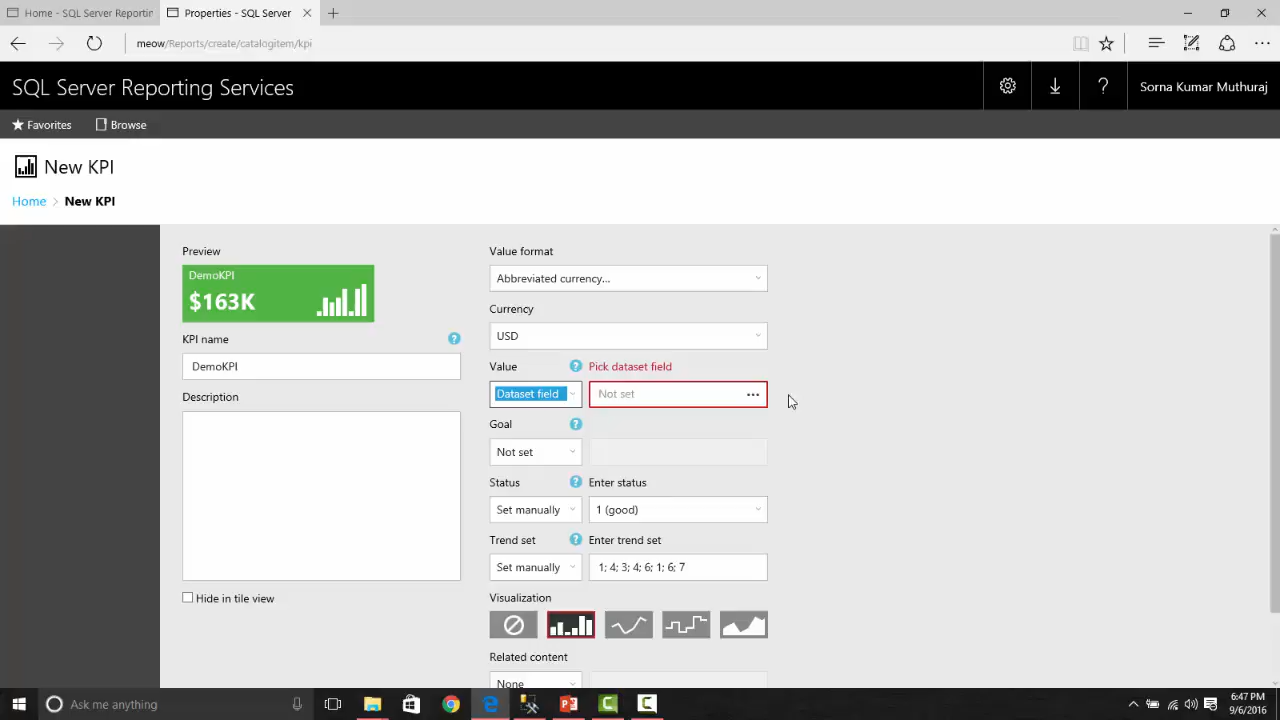 Home - SQL Server Reportin
Properties - SQL Server
meow/Reports/create/catalogitem/kpi
SQL Server Reporting Services
?
Sorna Kumar Muthuraj
Favorites
Browse
New KPI
Home > New KPI
Preview
DemoKPI
$163K
KPI name
?
DemoKPI
Description
Hide in tile view
Value format
Abbreviated currency...
Currency
USD
Value
?
Pick dataset field
Dataset field
Not set
...
Goal
?
Not set
Status
?
Enter status
Set manually
1 (good)
Trend set
?
Enter trend set
Set manually
1; 4; 3; 4; 6; 1; 6; 7
Visualization
Related content
None
Ask me anything
6:47 PM
9/6/2016